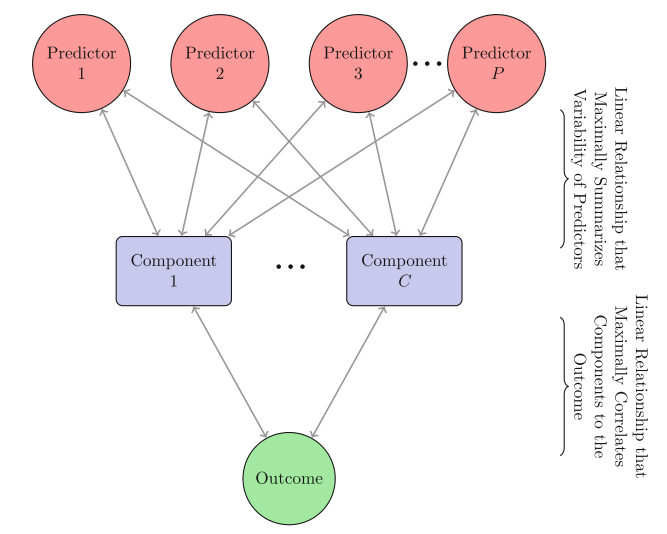 Predictor
1
Predictor
2
Predictor
3
...
Predictor
P
Linear Relationship that
Maximally Summarizes
Variability of Predictors
Component
1
...
Component
C
Linear Relationship that
Maximally Correlates
Components to the
Outcome
Outcome